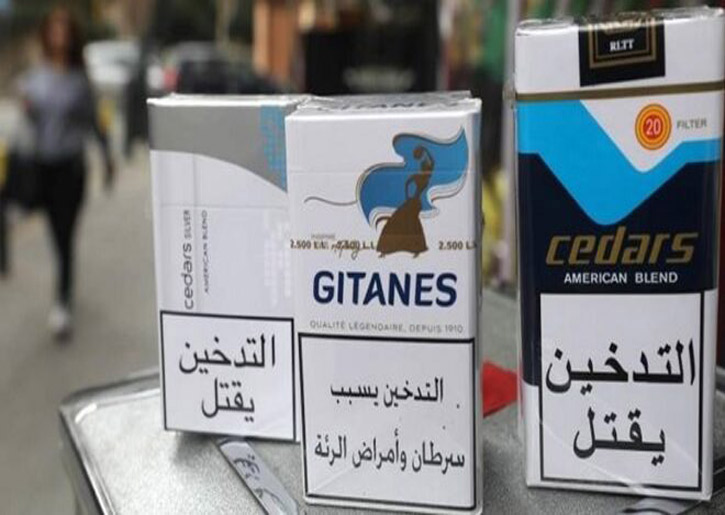 cedars SILVER
AMERICAN BLEND
التدخين
يقتل
2.500 L.L
2.500 L.L
GITANES
QUALITÉ LÉGENDAIRE, DEPUIS 1910
التدخين يسبب
سرطان وأمراض الرئة
RLTT
20 FILTER
cedars
AMERICAN BLEND
التدخين
يقتل